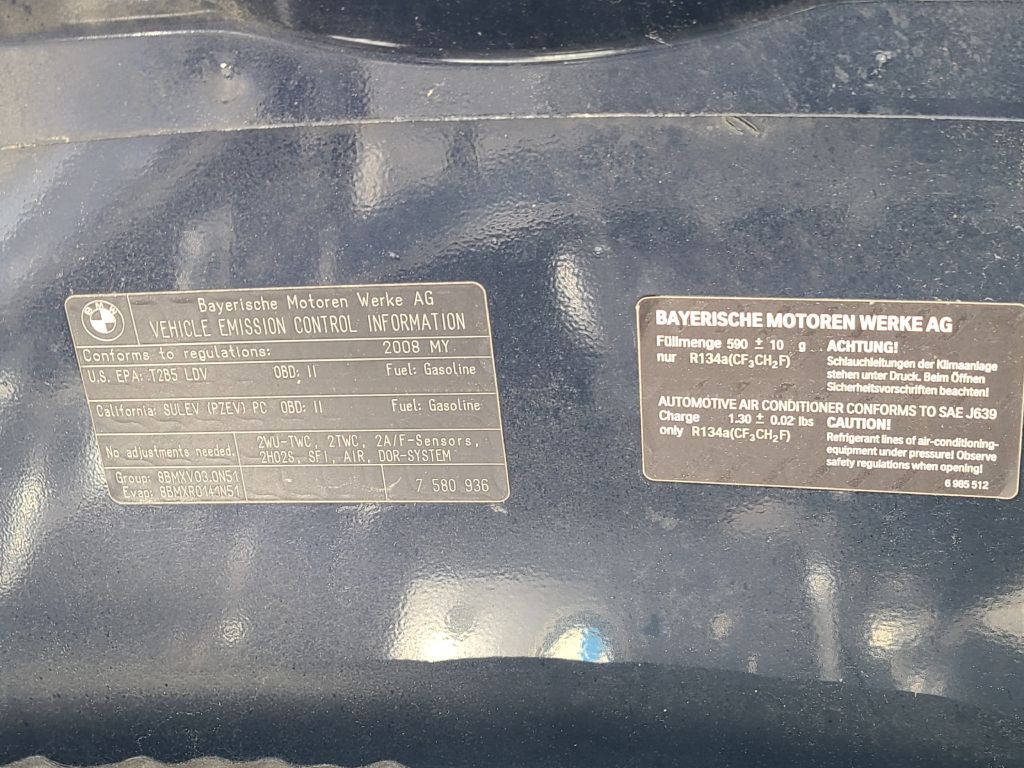 BMW
Bayerische Motoren Werke AG
VEHICLE EMISSION CONTROL INFORMATION
Conforms to regulations: 2008 MY
U.S. EPA: T2B5 LDV OBD: II Fuel: Gasoline
California: SULEV (PZEV) PC OBD: II Fuel: Gasoline
No adjustments needed.
2WU-TWC, 2TWC, 2A/F-Sensors,
2HO2S, SFI, AIR, DOR-SYSTEM
Group: 8BMXV03.0N51
Evap: 8BMXR0141N51
7 580 936
BAYERISCHE MOTOREN WERKE AG
Füllmenge 590 ± 10 g
nur R134a(CF3CH2F)
ACHTUNG!
Schlauchleitungen der Klimaanlage
stehen unter Druck. Beim Öffnen
Sicherheitsvorschriften beachten!
AUTOMOTIVE AIR CONDITIONER CONFORMS TO SAE J639
Charge 1.30 ± 0.02 lbs
only R134a(CF3CH2F)
CAUTION!
Refrigerant lines of air-conditioning-
equipment under pressure! Observe
safety regulations when opening!
6 985 512